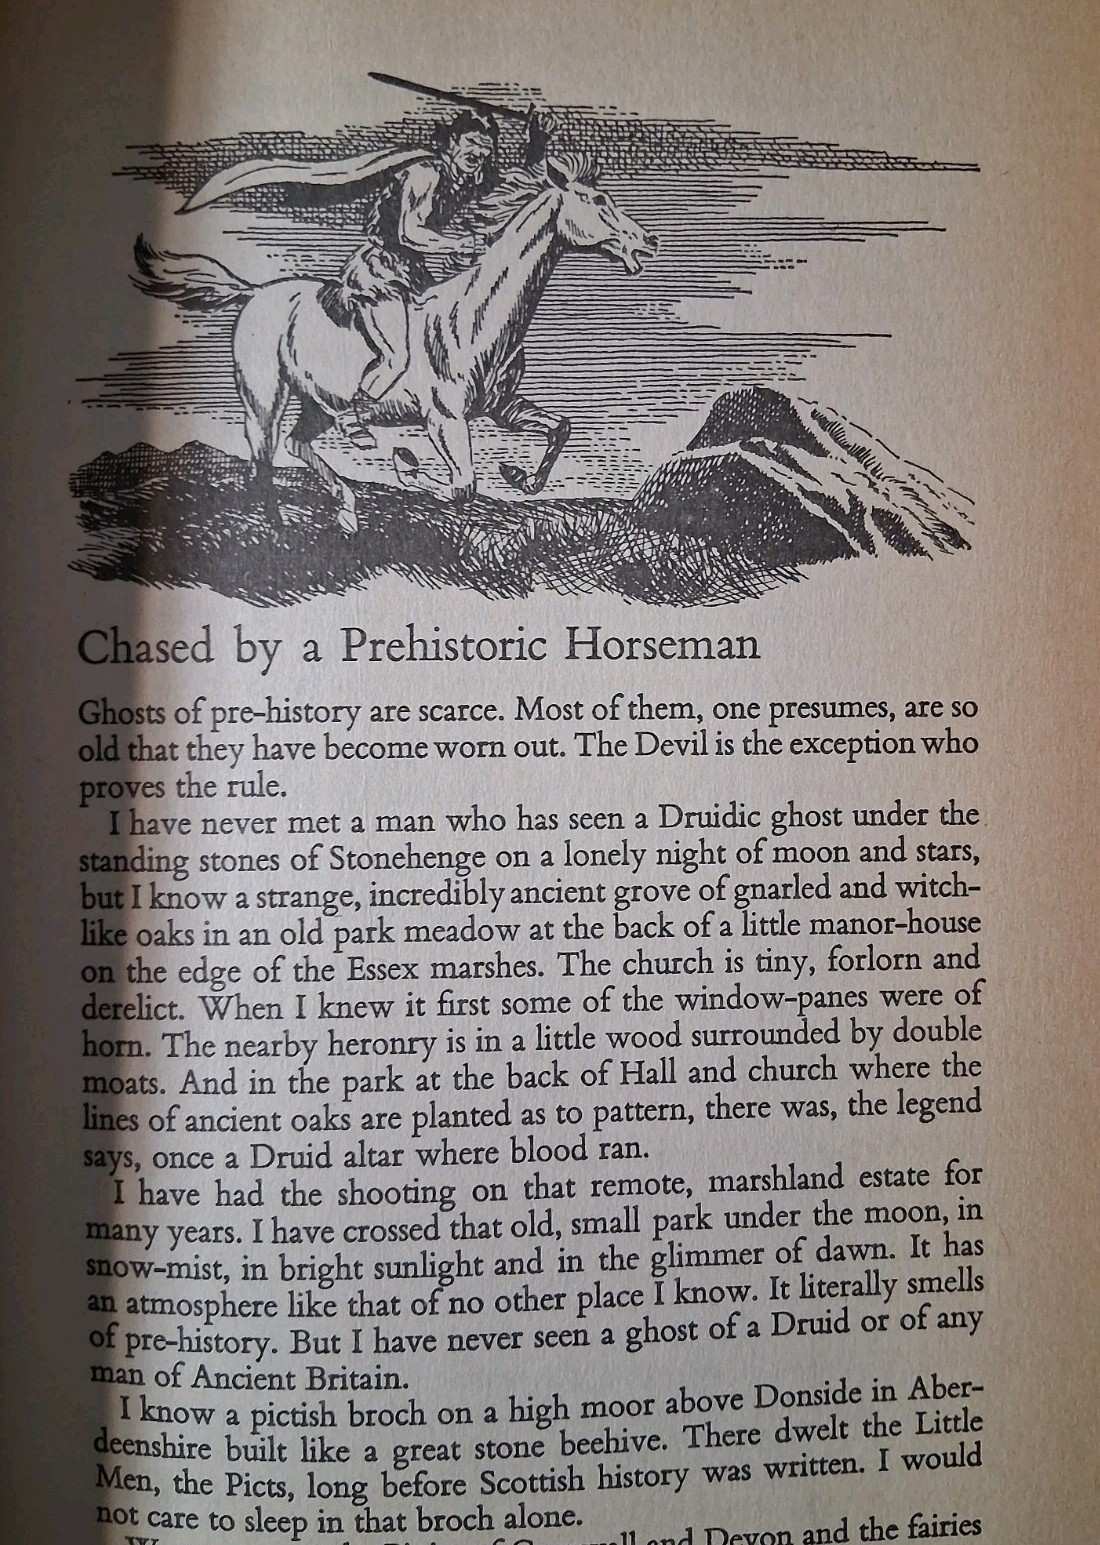 Chased by a Prehistoric Horseman
Ghosts of pre-history are scarce. Most of them, one presumes, are so
old that they have become worn out. The Devil is the exception who
proves the rule.
I have never met a man who has seen a Druidic ghost under the
standing stones of Stonehenge on a lonely night of moon and stars,
but I know a strange, incredibly ancient grove of gnarled and witch-
like oaks in an old park meadow at the back of a little manor-house
on the edge of the Essex marshes. The church is tiny, forlorn and
derelict. When I knew it first some of the window-panes were of
horn. The nearby heronry is in a little wood surrounded by double
moats. And in the park at the back of Hall and church where the
lines of ancient oaks are planted as to pattern, there was, the legend
says, once a Druid altar where blood ran.
I have had the shooting on that remote, marshland estate for
many years. I have crossed that old, small park under the moon, in
snow-mist, in bright sunlight and in the glimmer of dawn. It has
an atmosphere like that of no other place I know. It literally smells
of pre-history. But I have never seen a ghost of a Druid or of any
man of Ancient Britain.
I know a pictish broch on a high moor above Donside in Aber-
deenshire built like a great stone beehive. There dwelt the Little
Men, the Picts, long before Scottish history was written. I would
not care to sleep in that broch alone.
and Devon and the fairies